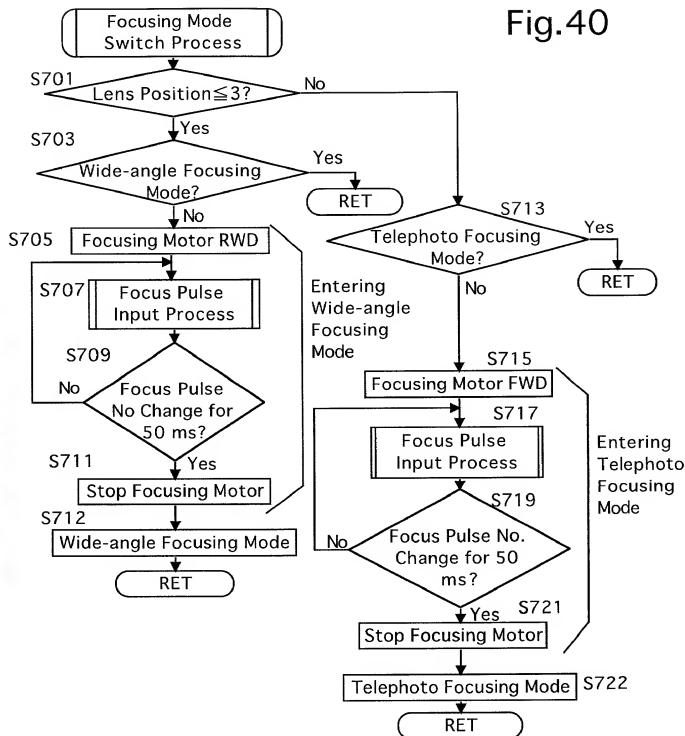 Fig.40
Focusing Mode
Switch Process
S701
Lens Position≦3?
No
Yes
S703
Wide-angle Focusing
Mode?
Yes
RET
No
S705
Focusing Motor RWD
S707
Focus Pulse
Input Process
S709
Focus Pulse
No Change for
50 ms?
No
Yes
S711
Stop Focusing Motor
S712
Wide-angle Focusing Mode
RET
Entering
Wide-angle
Focusing
Mode
S713
Telephoto Focusing
Mode?
Yes
RET
No
S715
Focusing Motor FWD
S717
Focus Pulse
Input Process
S719
Focus Pulse No.
Change for 50
ms?
No
Yes
S721
Stop Focusing Motor
Telephoto Focusing Mode
S722
RET
Entering
Telephoto
Focusing
Mode